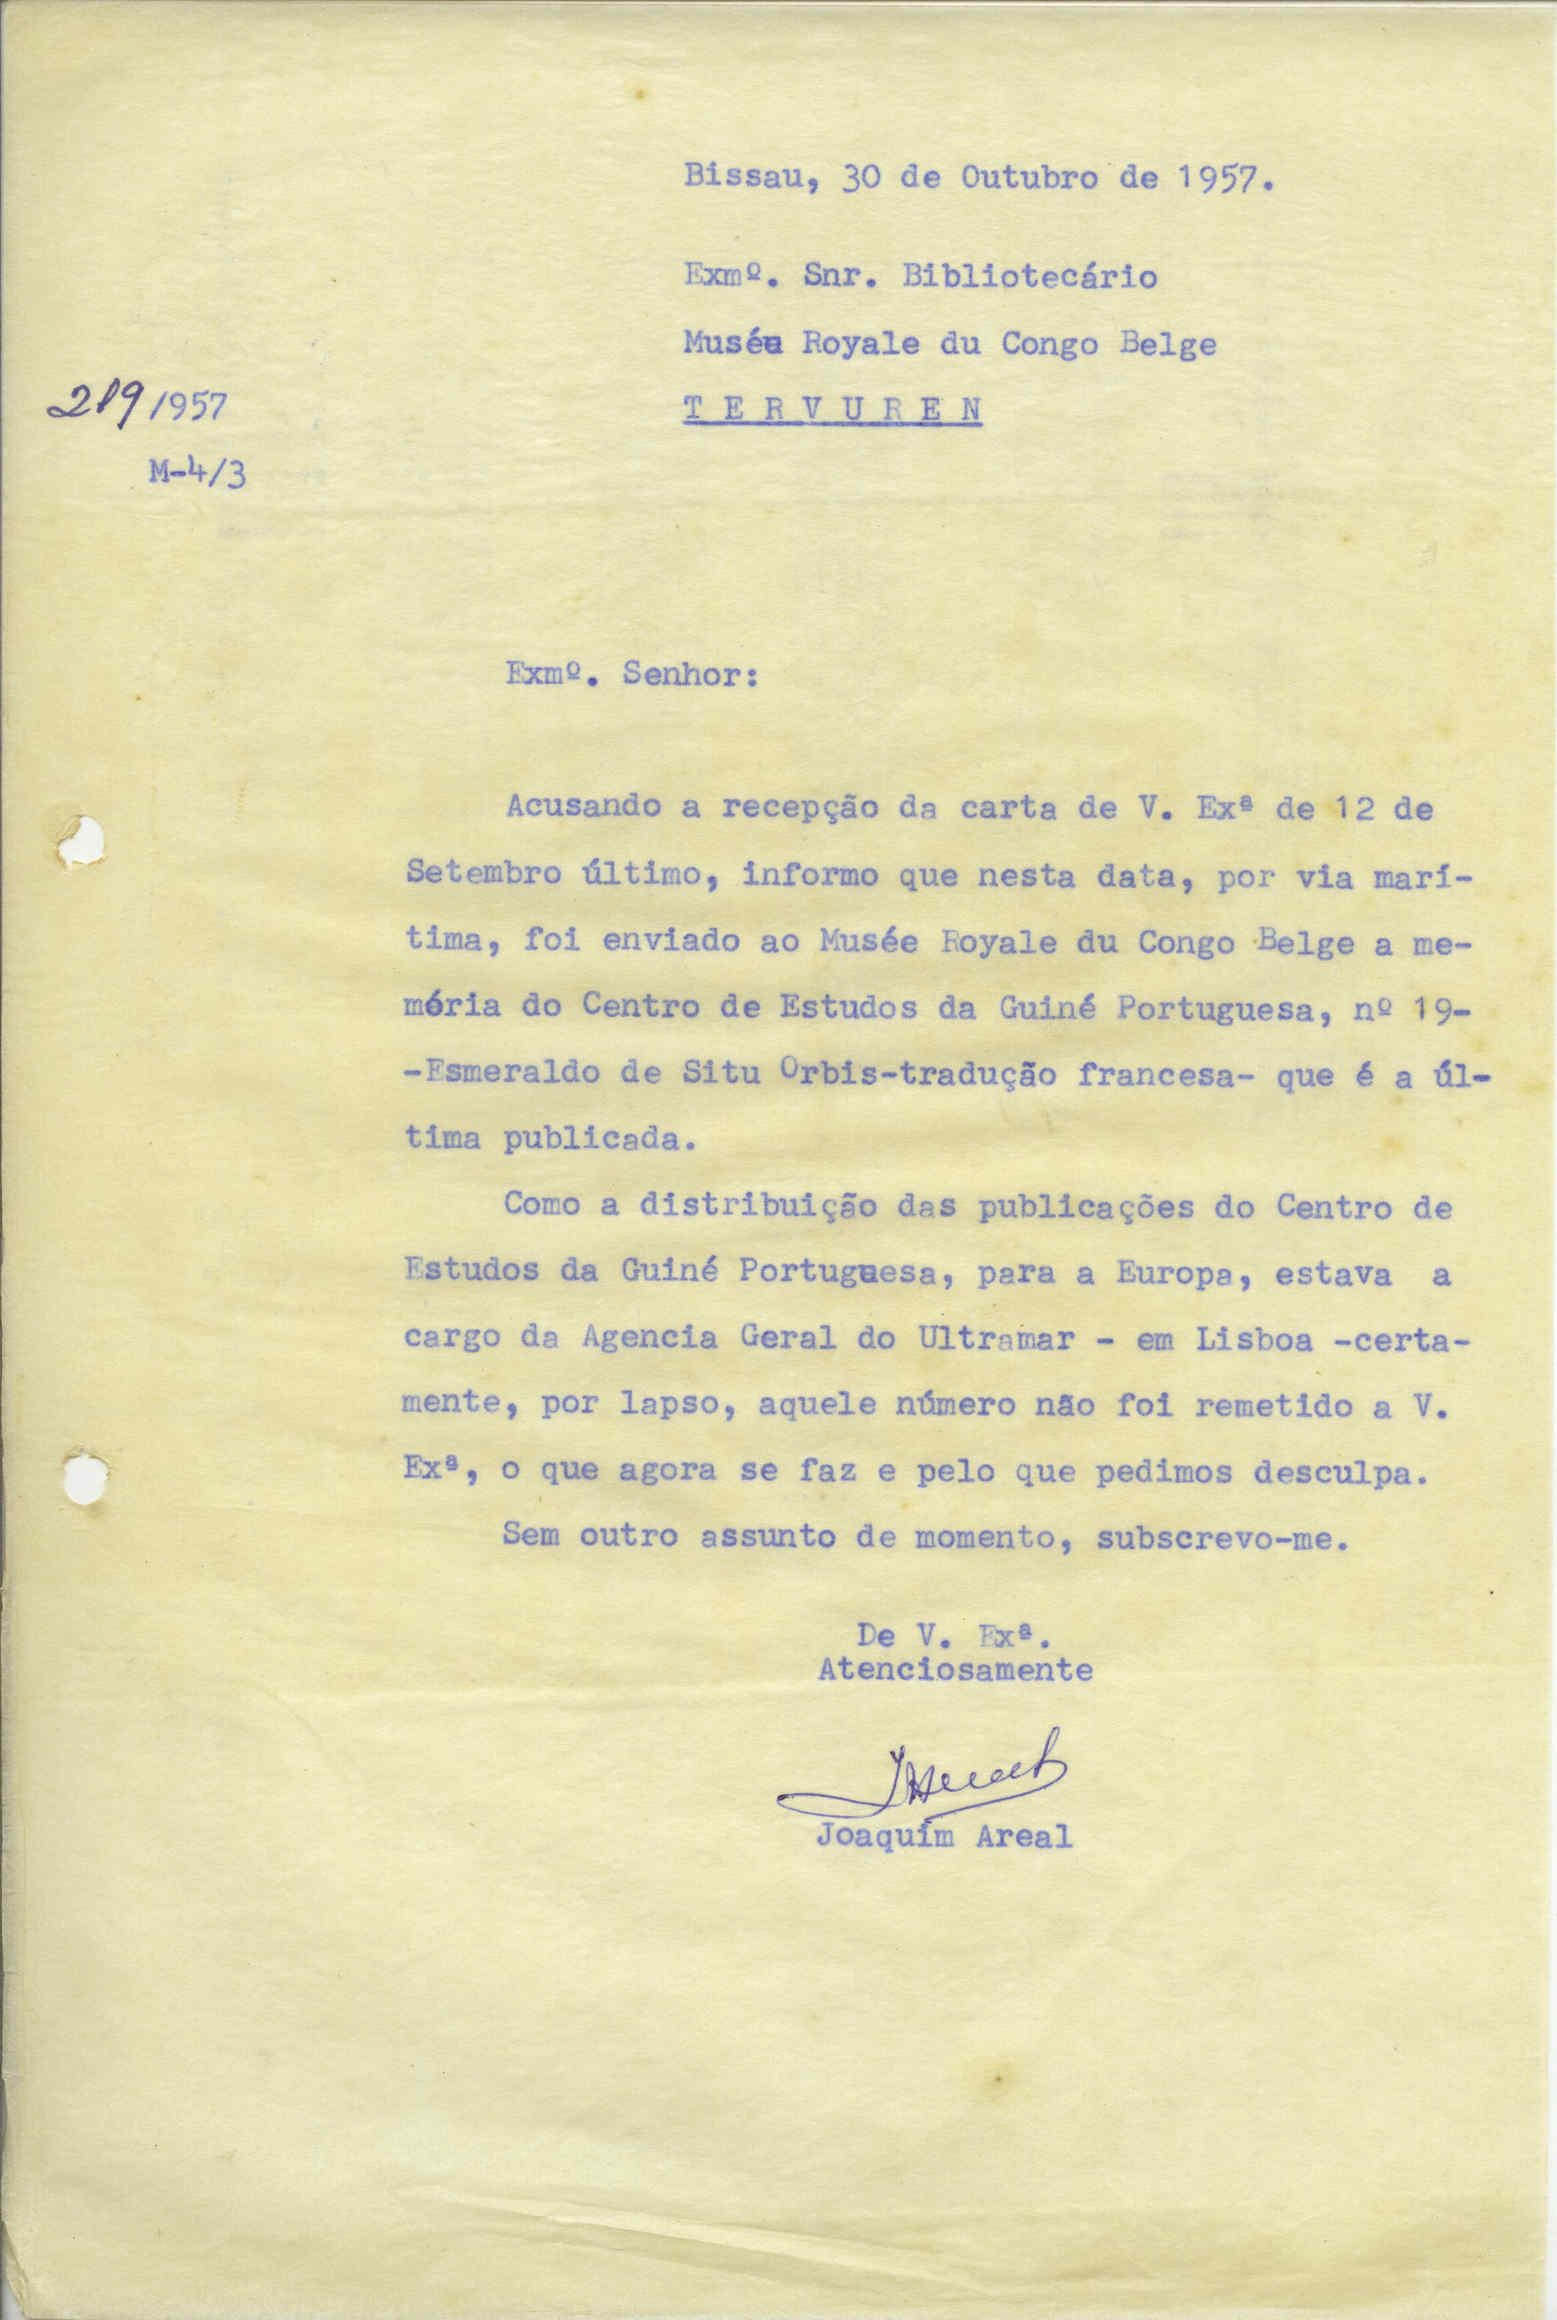 Bissau, 30 de Outubro de 1957.
Exmº. Snr. Bibliotecário
Musée Royale du Congo Belge
219/1957
T E R V U R E N
M-4/3
Exmº. Senhor:
Acusando a recepção da carta de V. Exª de 12 de
Setembro último, informo que nesta data, por via marí-
tima, foi enviado ao Musée Royale du Congo Belge a me-
mória do Centro de Estudos da Guiné Portuguesa, nº 19-
-Esmeraldo de Situ Orbis-tradução francesa- que é a úl-
tima publicada.
Como a distribuição das publicações do Centro de
Estudos da Guiné Portuguesa, para a Europa, estava a
cargo da Agencia Geral do Ultramar - em Lisboa -certa-
mente, por lapso, aquele número não foi remetido a V.
Exª, o que agora se faz e pelo que pedimos desculpa.
Sem outro assunto de momento, subscrevo-me.
De V. Exª.
Atenciosamente
JAreal
Joaquim Areal